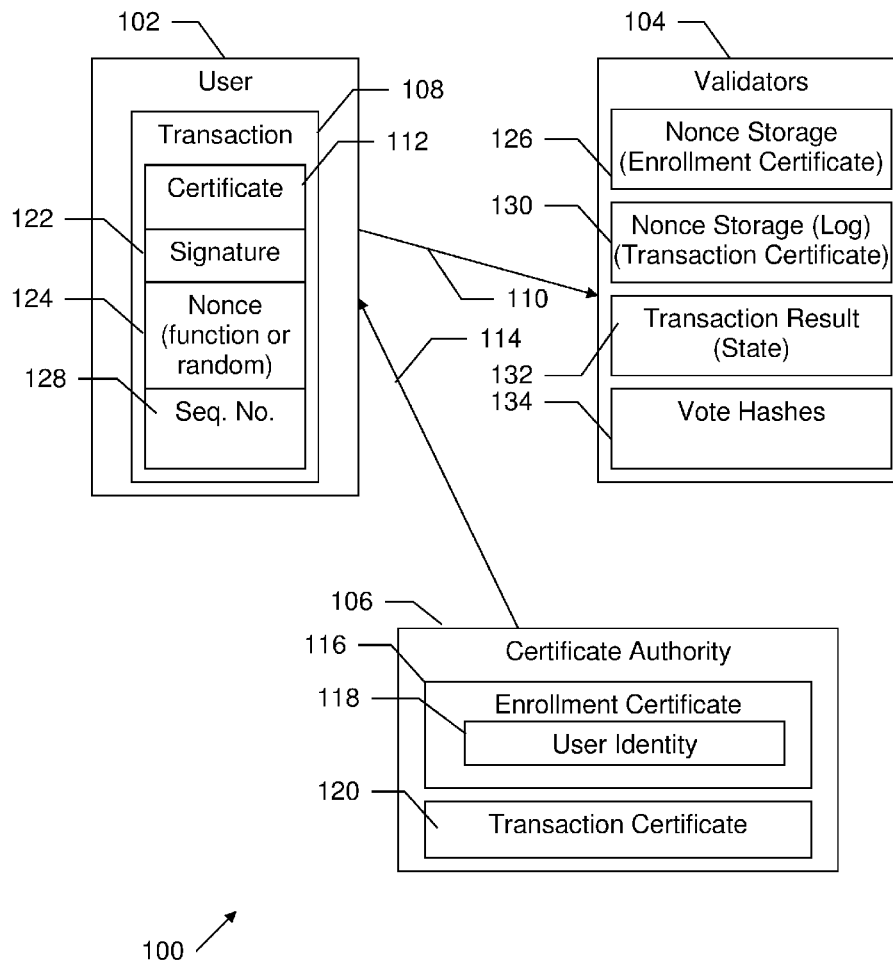 102
104
User
Validators
108
Transaction
112
Certificate
122
Signature
124
Nonce
(function or
random)
128
Seq. No.
126
Nonce Storage
(Enrollment Certificate)
130
Nonce Storage (Log)
(Transaction Certificate)
110
114
Transaction Result
(State)
132
134
Vote Hashes
106
Certificate Authority
116
Enrollment Certificate
118
User Identity
120
Transaction Certificate
100